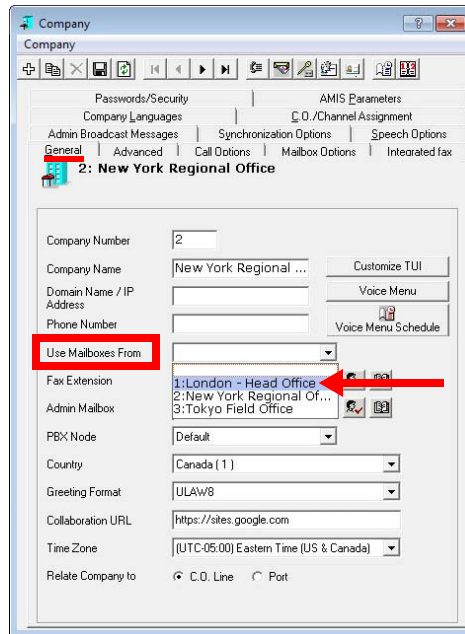 Company
Company
Passwords/Security AMIS Parameters
Company Languages C.O./Channel Assignment
Admin Broadcast Messages Synchronization Options Speech Options
General Advanced Call Options Mailbox Options Integrated fax
2: New York Regional Office
Company Number 2
Company Name New York Regional ... Customize TUI
Domain Name / IP Address Voice Menu
Phone Number Voice Menu Schedule
Use Mailboxes From
Fax Extension 1:London - Head Office
2:New York Regional Of...
Admin Mailbox 3:Tokyo Field Office
PBX Node Default
Country Canada ( 1 )
Greeting Format ULAW8
Collaboration URL https://sites.google.com
Time Zone (UTC-05:00) Eastern Time (US & Canada)
Relate Company to C.O. Line Port